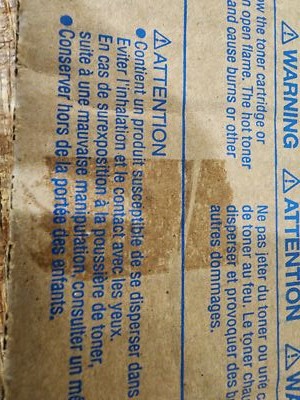 ⚠WARNING
ow the toner cartridge or
an open flame. The hot toner
and cause burns or other
⚠ATTENTION
Ne pas jeter du toner ou une c
de toner au feu. Le toner chau
disperser et provoquer des b
autres dommages.
⚠WA
⚠ATTENTION
●Contient un produit susceptible de se disperser dans
Eviter l'inhalation et le contact avec les yeux.
En cas de surexposition à la poussière de toner,
suite à une mauvaise manipulation, consulter un mé
●Conserver hors de la portée des enfants.